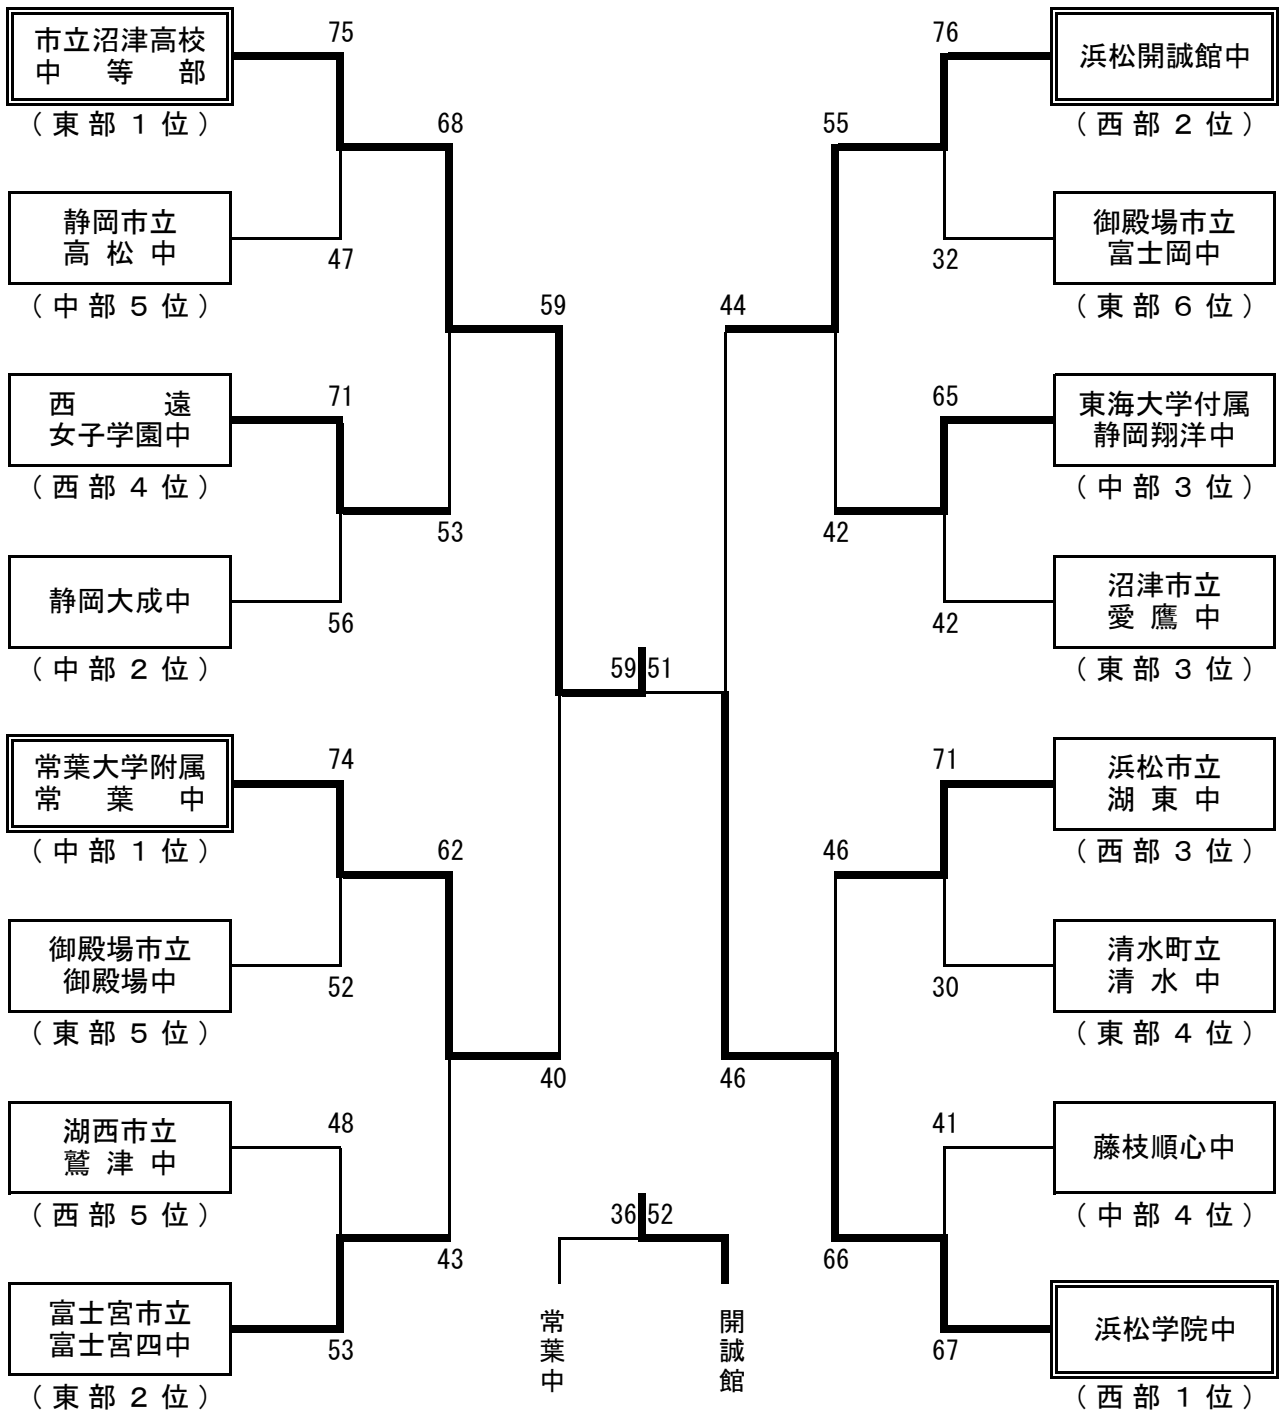 市立沼津高校
中等部
(東部1位)
75
静岡市立
高松中
(中部5位)
47
68
西遠
女子学園中
(西部4位)
71
静岡大成中
(中部2位)
56
53
59
常葉大学附属
常葉中
(中部1位)
74
御殿場市立
御殿場中
(東部5位)
52
62
湖西市立
鷲津中
(西部5位)
48
富士宮市立
富士宮四中
(東部2位)
53
43
40
59 51
36 52
常葉中
開誠館
76
浜松開誠館中
(西部2位)
55
32
御殿場市立
富士岡中
(東部6位)
44
65
東海大学付属
静岡翔洋中
(中部3位)
42
42
沼津市立
愛鷹中
(東部3位)
71
浜松市立
湖東中
(西部3位)
46
30
清水町立
清水中
(東部4位)
46
41
藤枝順心中
(中部4位)
66
67
浜松学院中
(西部1位)